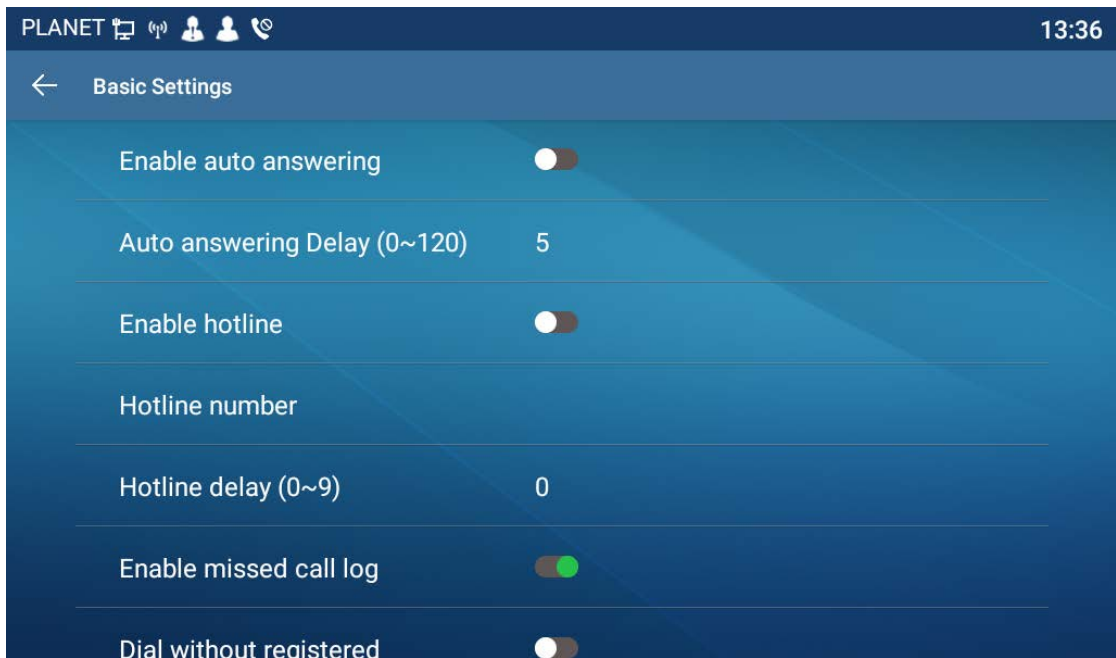 PLANET 13:36
Basic Settings
Enable auto answering
Auto answering Delay (0~120) 5
Enable hotline
Hotline number
Hotline delay (0~9) 0
Enable missed call log
Dial without registered